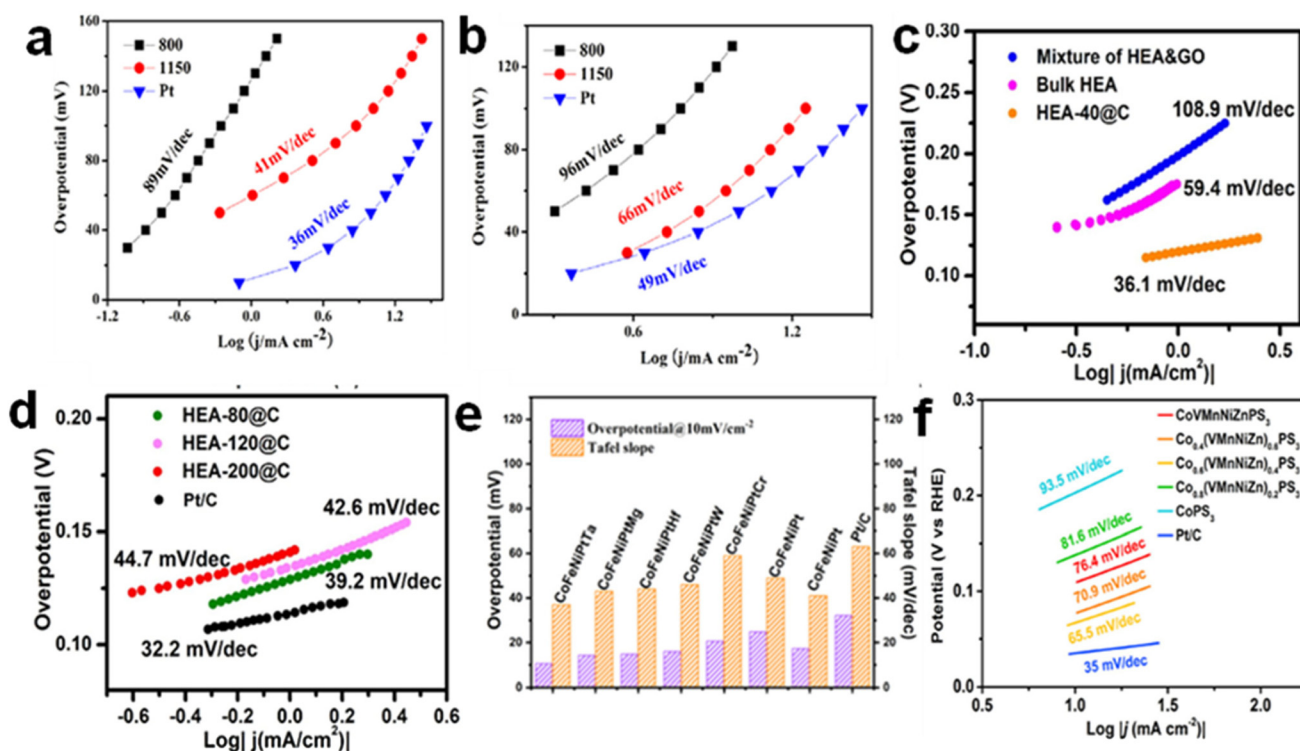 a
160
120
80
40
0
-1.2
-0.6
0.0
0.6
1.2
Overpotential (mV)
Log (j/mA cm⁻²)
800
1150
Pt
89mV/dec
41mV/dec
36mV/dec
b
160
120
80
40
0
0.6
1.2
Overpotential (mV)
Log (j/mA cm⁻²)
800
1150
Pt
96mV/dec
66mV/dec
49mV/dec
c
0.25
0.20
0.15
0.10
-1.0
-0.5
0.0
0.5
Overpotential (V)
Log| j(mA/cm²)|
Mixture of HEA&GO
Bulk HEA
HEA-40@C
108.9 mV/dec
59.4 mV/dec
36.1 mV/dec
d
0.20
0.15
0.10
-0.6
-0.4
-0.2
0.0
0.2
0.4
0.6
Overpotential (V)
Log| j(mA/cm²)|
HEA-80@C
HEA-120@C
HEA-200@C
Pt/C
42.6 mV/dec
44.7 mV/dec
39.2 mV/dec
32.2 mV/dec
e
120
100
80
60
40
20
0
Overpotential (mV)
120
100
80
60
40
20
0
Tafel slope (mV/dec)
Overpotential@10mV/cm⁻²
Tafel slope
CoFeNiPtTa
CoFeNiPtMg
CoFeNiPtHf
CoFeNiPtW
CoFeNiPtCr
CoFeNiPt
CoFeNiPt
Pt/C
f
0.3
0.2
0.1
0.0
0.5
1.0
1.5
2.0
Potential (V vs RHE)
Log |j (mA cm⁻²)|
CoVMnNiZnPS₃
Co₀.₄(VMnNiZn)₀.₆PS₃
Co₀.₆(VMnNiZn)₀.₄PS₃
Co₀.₈(VMnNiZn)₀.₂PS₃
CoPS₃
Pt/C
93.5 mV/dec
81.6 mV/dec
76.4 mV/dec
70.9 mV/dec
65.5 mV/dec
35 mV/dec